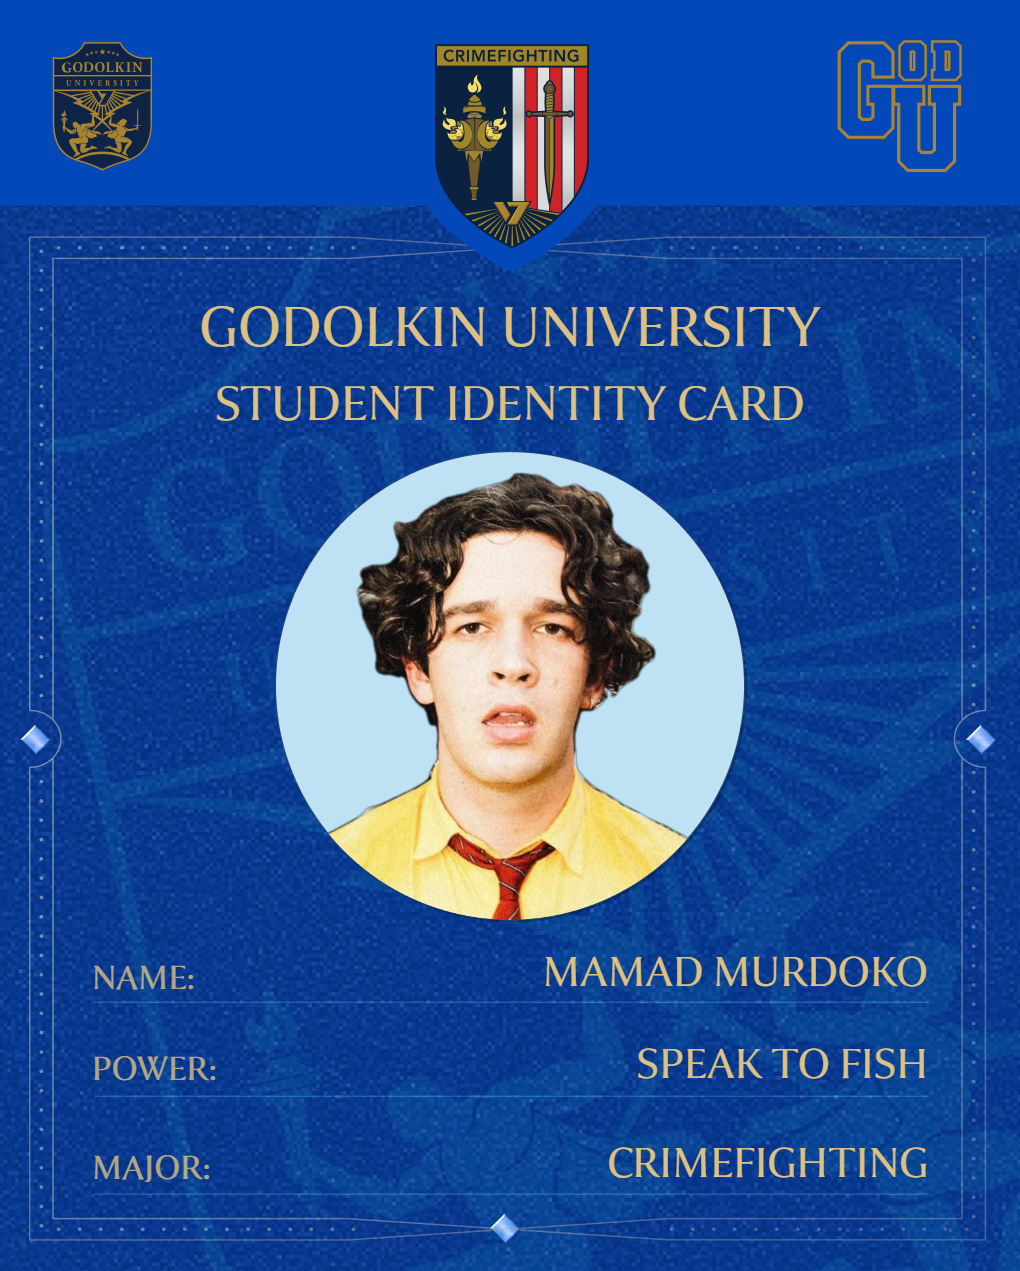 GODOLKIN
UNIVERSITY
CRIMEFIGHTING
GOD
U
GODOLKIN UNIVERSITY
STUDENT IDENTITY CARD
NAME: MAMAD MURDOKO
POWER: SPEAK TO FISH
MAJOR: CRIMEFIGHTING